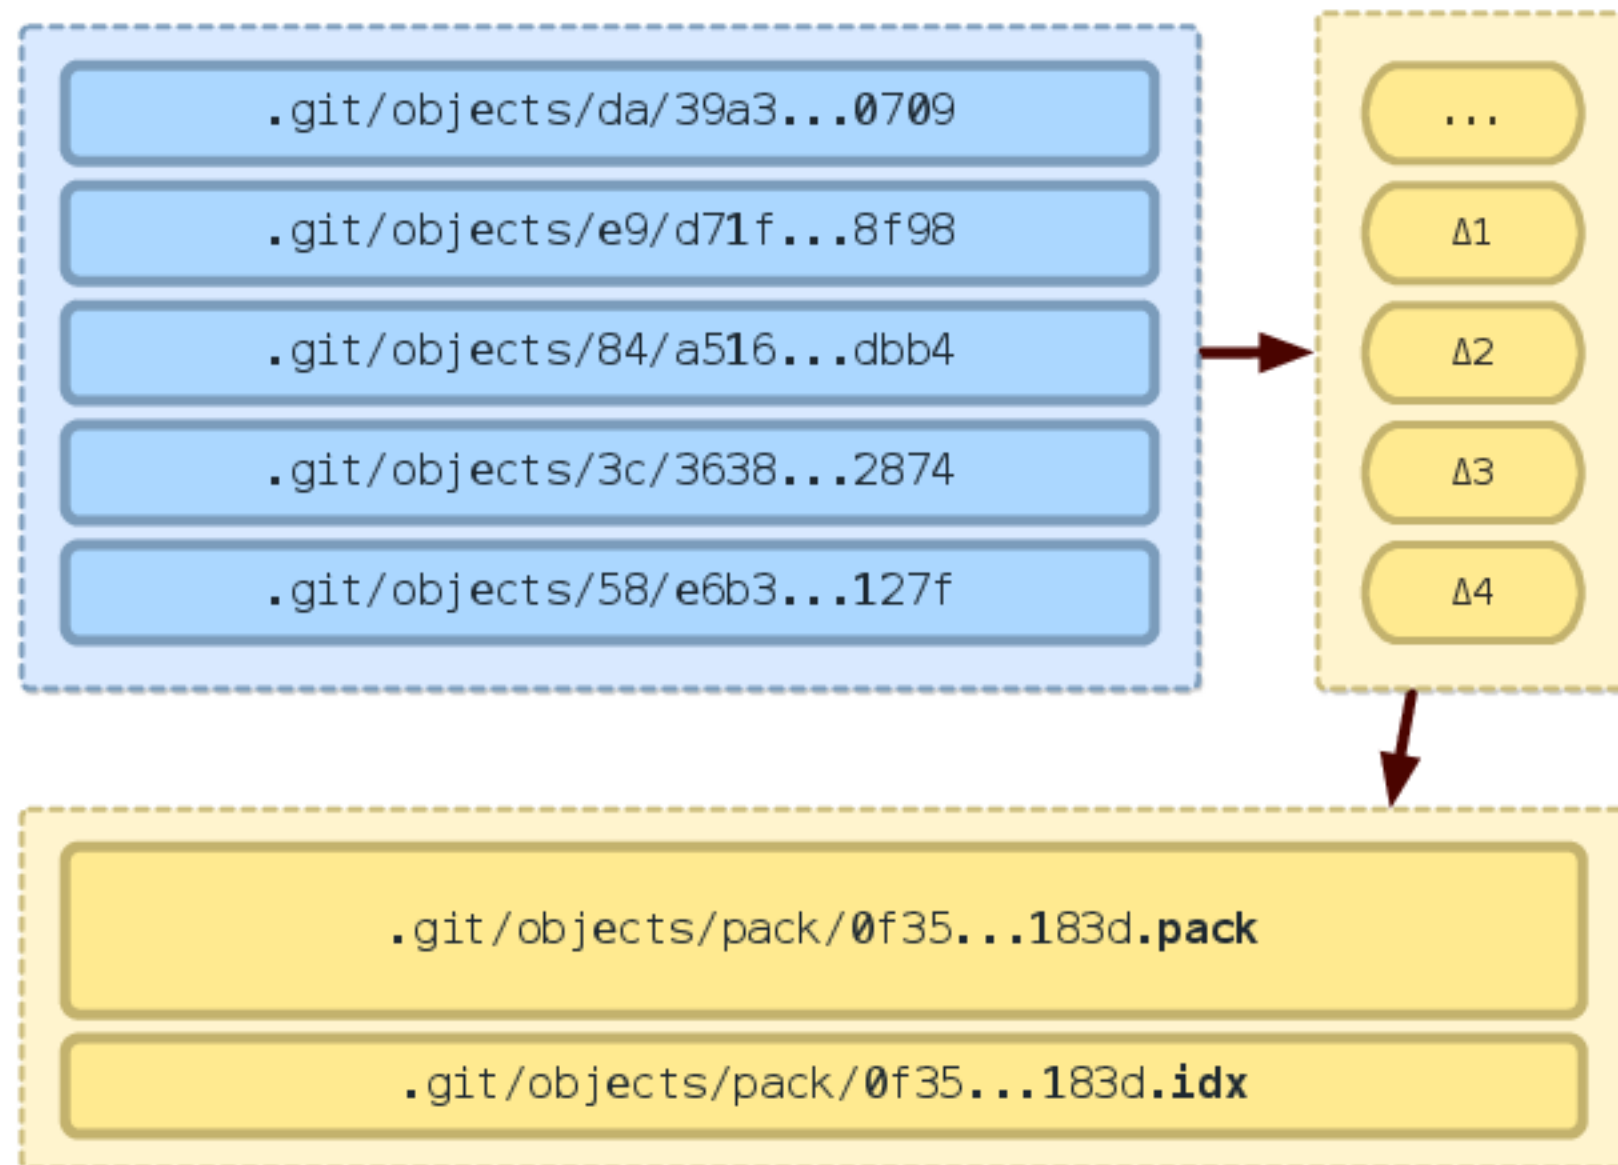 .git/objects/da/39a3...0709
.git/objects/e9/d71f...8f98
.git/objects/84/a516...dbb4
.git/objects/3c/3638...2874
.git/objects/58/e6b3...127f
...
Δ1
Δ2
Δ3
Δ4
.git/objects/pack/0f35...183d.pack
.git/objects/pack/0f35...183d.idx